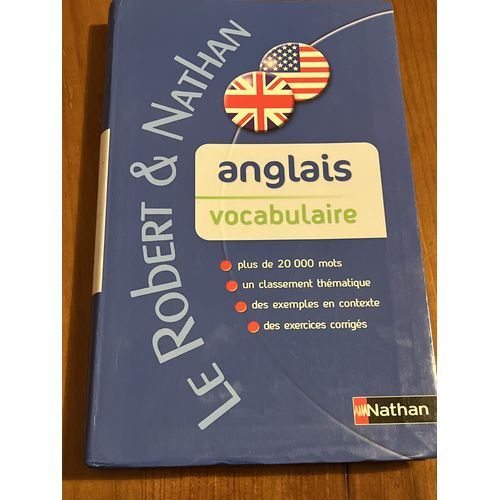 LE ROBERT & NATHAN
anglais
vocabulaire
plus de 20 000 mots
un classement thématique
des exemples en contexte
des exercices corrigés
Nathan